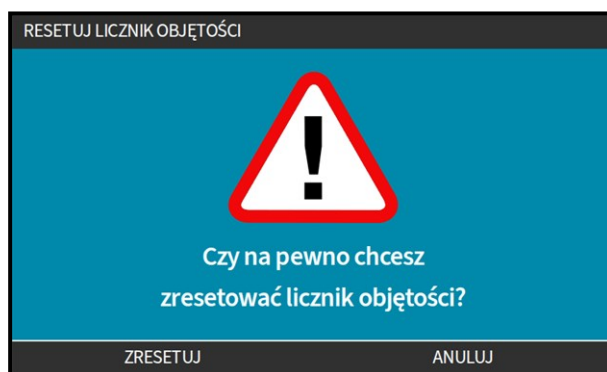 RESETUJ LICZNIK OBJĘTOŚCI
!
Czy na pewno chcesz
zresetować licznik objętości?
ZRESETUJ ANULUJ